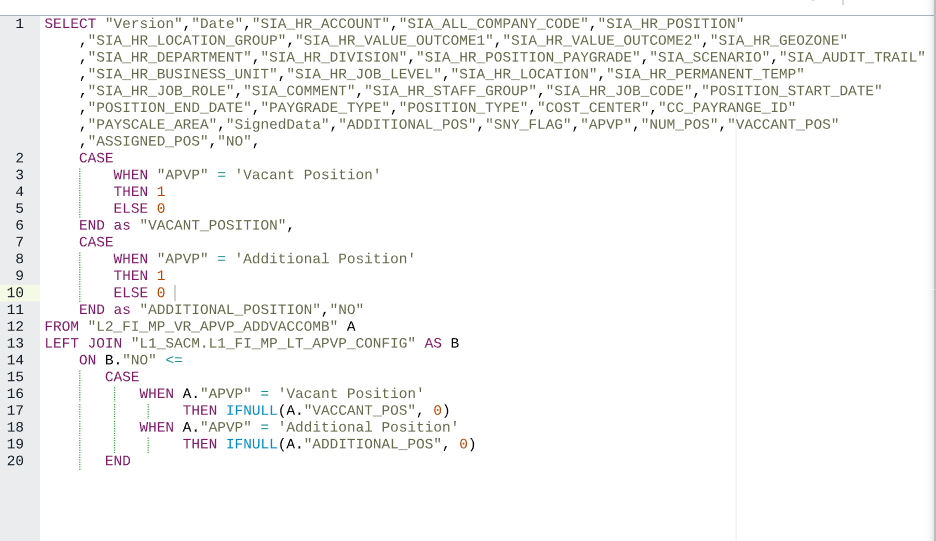 1 SELECT "Version","Date","SIA_HR_ACCOUNT","SIA_ALL_COMPANY_CODE","SIA_HR_POSITION"
,"SIA_HR_LOCATION_GROUP","SIA_HR_VALUE_OUTCOME1","SIA_HR_VALUE_OUTCOME2","SIA_HR_GEOZONE"
,"SIA_HR_DEPARTMENT","SIA_HR_DIVISION","SIA_HR_POSITION_PAYGRADE","SIA_SCENARIO","SIA_AUDIT_TRAIL"
,"SIA_HR_BUSINESS_UNIT","SIA_HR_JOB_LEVEL","SIA_HR_LOCATION","SIA_HR_PERMANENT_TEMP"
,"SIA_HR_JOB_ROLE","SIA_COMMENT","SIA_HR_STAFF_GROUP","SIA_HR_JOB_CODE","POSITION_START_DATE"
,"POSITION_END_DATE","PAYGRADE_TYPE","POSITION_TYPE","COST_CENTER","CC_PAYRANGE_ID"
,"PAYSCALE_AREA","SignedData","ADDITIONAL_POS","SNY_FLAG","APVP","NUM_POS","VACCANT_POS"
,"ASSIGNED_POS","NO",
2 CASE
3 WHEN "APVP" = 'Vacant Position'
4 THEN 1
5 ELSE 0
6 END as "VACANT_POSITION",
7 CASE
8 WHEN "APVP" = 'Additional Position'
9 THEN 1
10 ELSE 0
11 END as "ADDITIONAL_POSITION","NO"
12 FROM "L2_FI_MP_VR_APVP_ADDVACCOMB" A
13 LEFT JOIN "L1_SACM.L1_FI_MP_LT_APVP_CONFIG" AS B
14 ON B."NO" <=
15 CASE
16 WHEN A."APVP" = 'Vacant Position'
17 THEN IFNULL(A."VACCANT_POS", 0)
18 WHEN A."APVP" = 'Additional Position'
19 THEN IFNULL(A."ADDITIONAL_POS", 0)
20 END